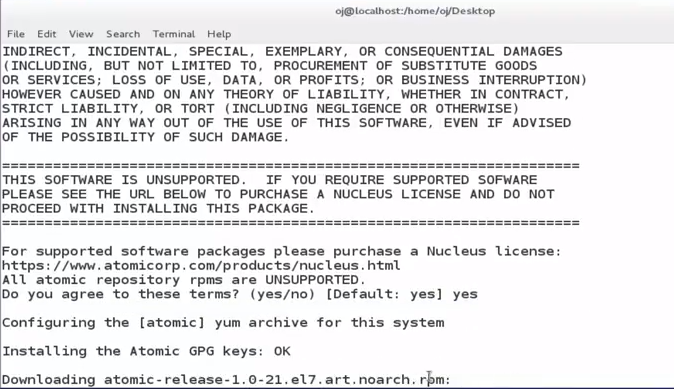 oj@localhost:/home/oj/Desktop
File Edit View Search Terminal Help
INDIRECT, INCIDENTAL, SPECIAL, EXEMPLARY, OR CONSEQUENTIAL DAMAGES
(INCLUDING, BUT NOT LIMITED TO, PROCUREMENT OF SUBSTITUTE GOODS
OR SERVICES; LOSS OF USE, DATA, OR PROFITS; OR BUSINESS INTERRUPTION)
HOWEVER CAUSED AND ON ANY THEORY OF LIABILITY, WHETHER IN CONTRACT,
STRICT LIABILITY, OR TORT (INCLUDING NEGLIGENCE OR OTHERWISE)
ARISING IN ANY WAY OUT OF THE USE OF THIS SOFTWARE, EVEN IF ADVISED
OF THE POSSIBILITY OF SUCH DAMAGE.
=================================================================
THIS SOFTWARE IS UNSUPPORTED. IF YOU REQUIRE SUPPORTED SOFWARE
PLEASE SEE THE URL BELOW TO PURCHASE A NUCLEUS LICENSE AND DO NOT
PROCEED WITH INSTALLING THIS PACKAGE.
=================================================================
For supported software packages please purchase a Nucleus license:
https://www.atomicorp.com/products/nucleus.html
All atomic repository rpms are UNSUPPORTED.
Do you agree to these terms? (yes/no) [Default: yes] yes
Configuring the [atomic] yum archive for this system
Installing the Atomic GPG keys: OK
Downloading atomic-release-1.0-21.el7.art.noarch.rpm: